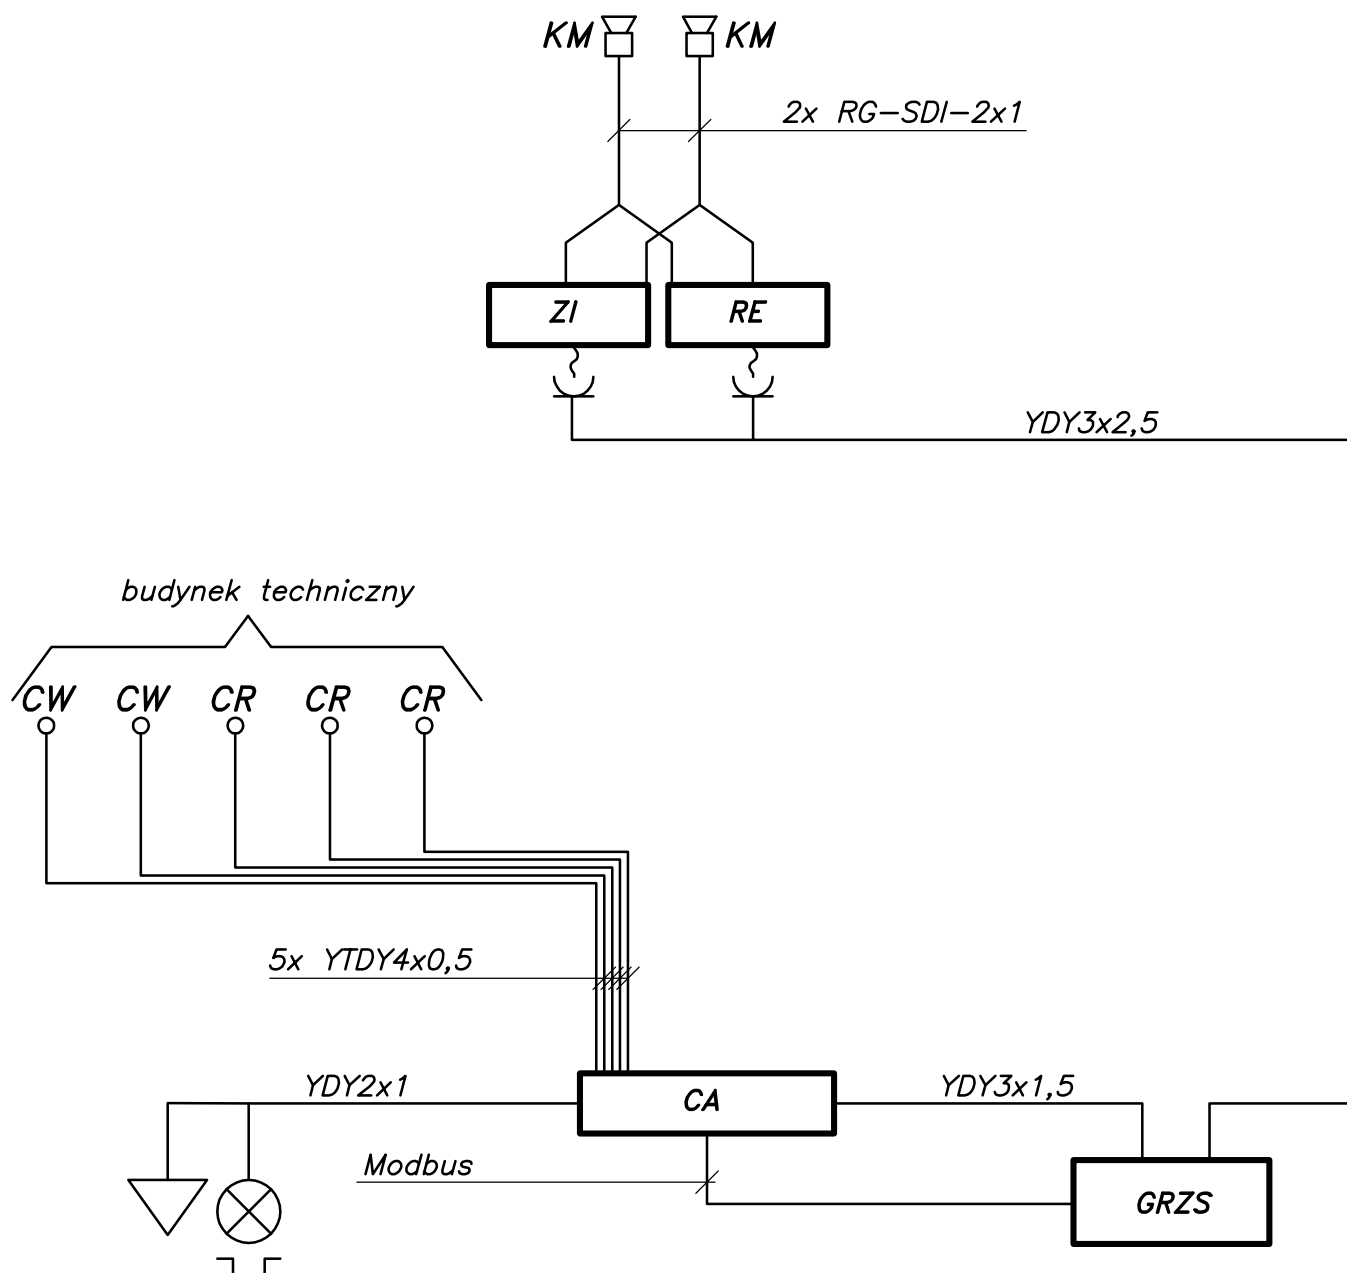 KM KM
2x RG-SDI-2x1
ZI RE
YDY3x2,5
budynek techniczny
CW CW CR CR CR
5x YTDY4x0,5
YDY2x1 CA YDY3x1,5
Modbus
GRZS